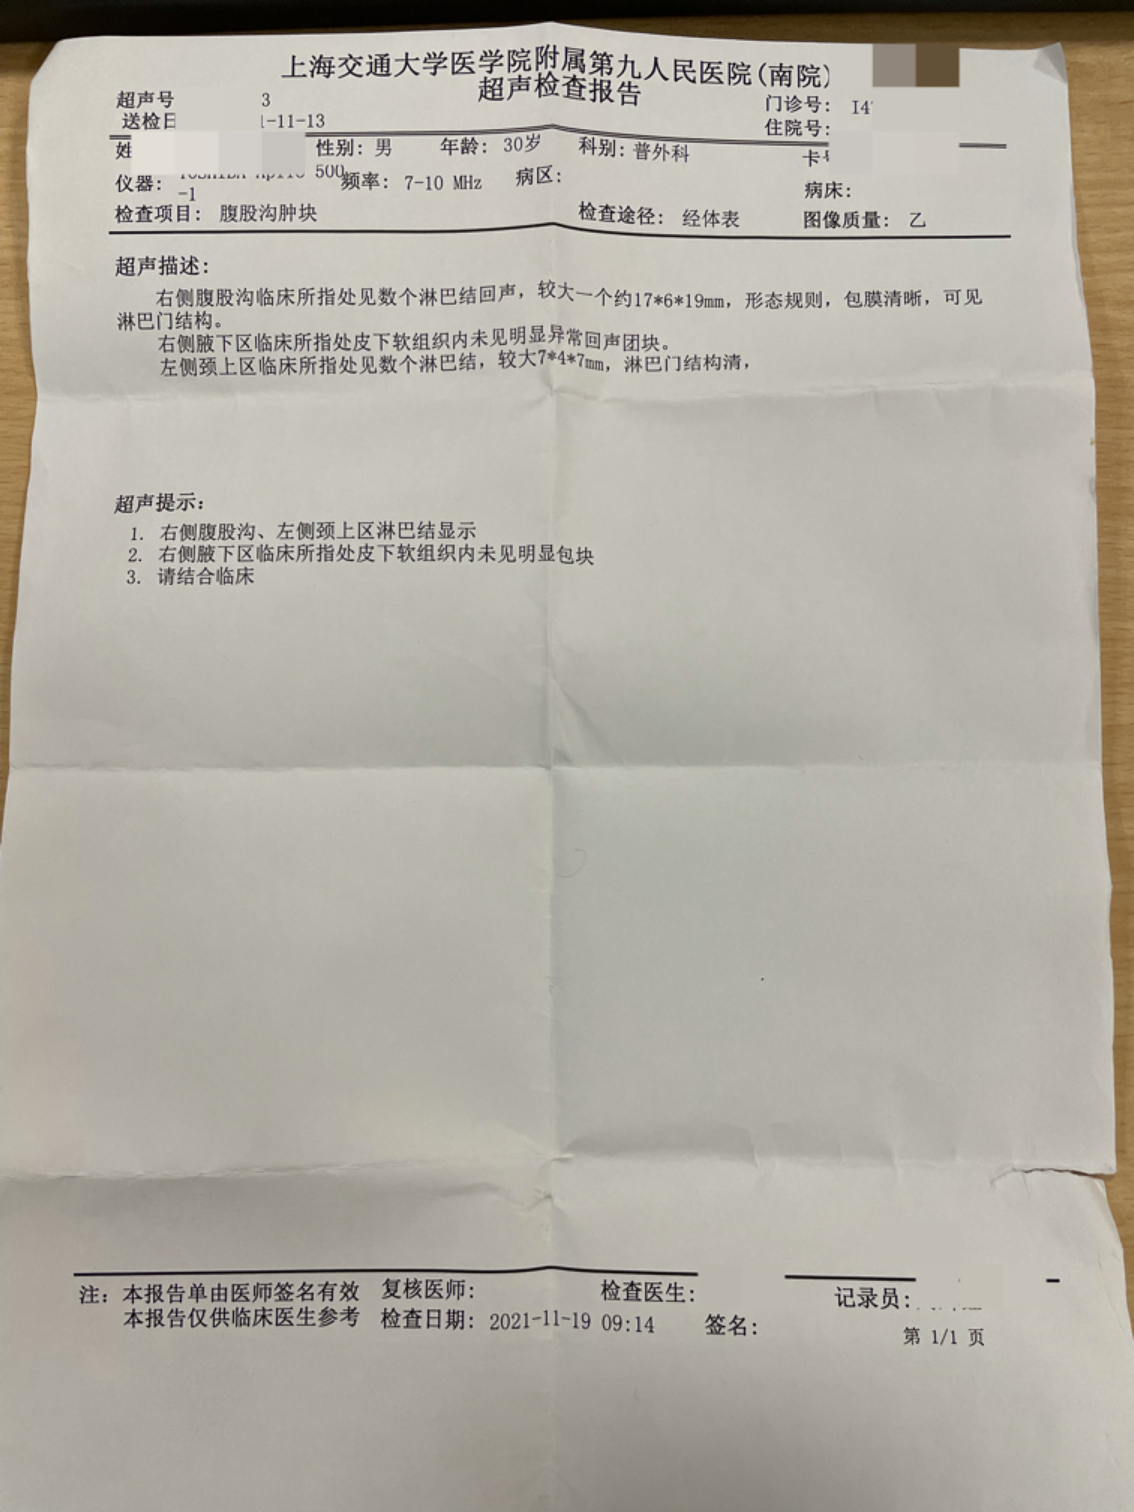 上海交通大学医学院附属第九人民医院(南院)
超声检查报告
超声号 3 门诊号: I4
送检日 1-11-13 住院号:
姓 性别: 男 年龄: 30岁 科别: 普外科 卡号
仪器: 500 频率: 7-10 MHz 病区: 病床:
-1
检查项目: 腹股沟肿块 检查途径: 经体表 图像质量: 乙
超声描述:
右侧腹股沟临床所指处见数个淋巴结回声，较大一个约17*6*19mm，形态规则，包膜清晰，可见
淋巴门结构。
右侧腋下区临床所指处皮下软组织内未见明显异常回声团块。
左侧颈上区临床所指处见数个淋巴结，较大7*4*7mm，淋巴门结构清，
超声提示:
1. 右侧腹股沟、左侧颈上区淋巴结显示
2. 右侧腋下区临床所指处皮下软组织内未见明显包块
3. 请结合临床
注: 本报告单由医师签名有效 复核医师: 检查医生: 记录员:
本报告仅供临床医生参考 检查日期: 2021-11-19 09:14 签名:
第 1/1 页